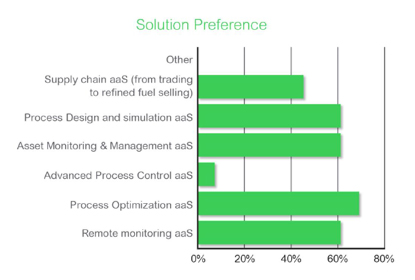 Solution Preference
Other
Supply chain aaS (from trading
to refined fuel selling)
Process Design and simulation aaS
Asset Monitoring & Management aaS
Advanced Process Control aaS
Process Optimization aaS
Remote monitoring aaS
0% 20% 40% 60% 80%